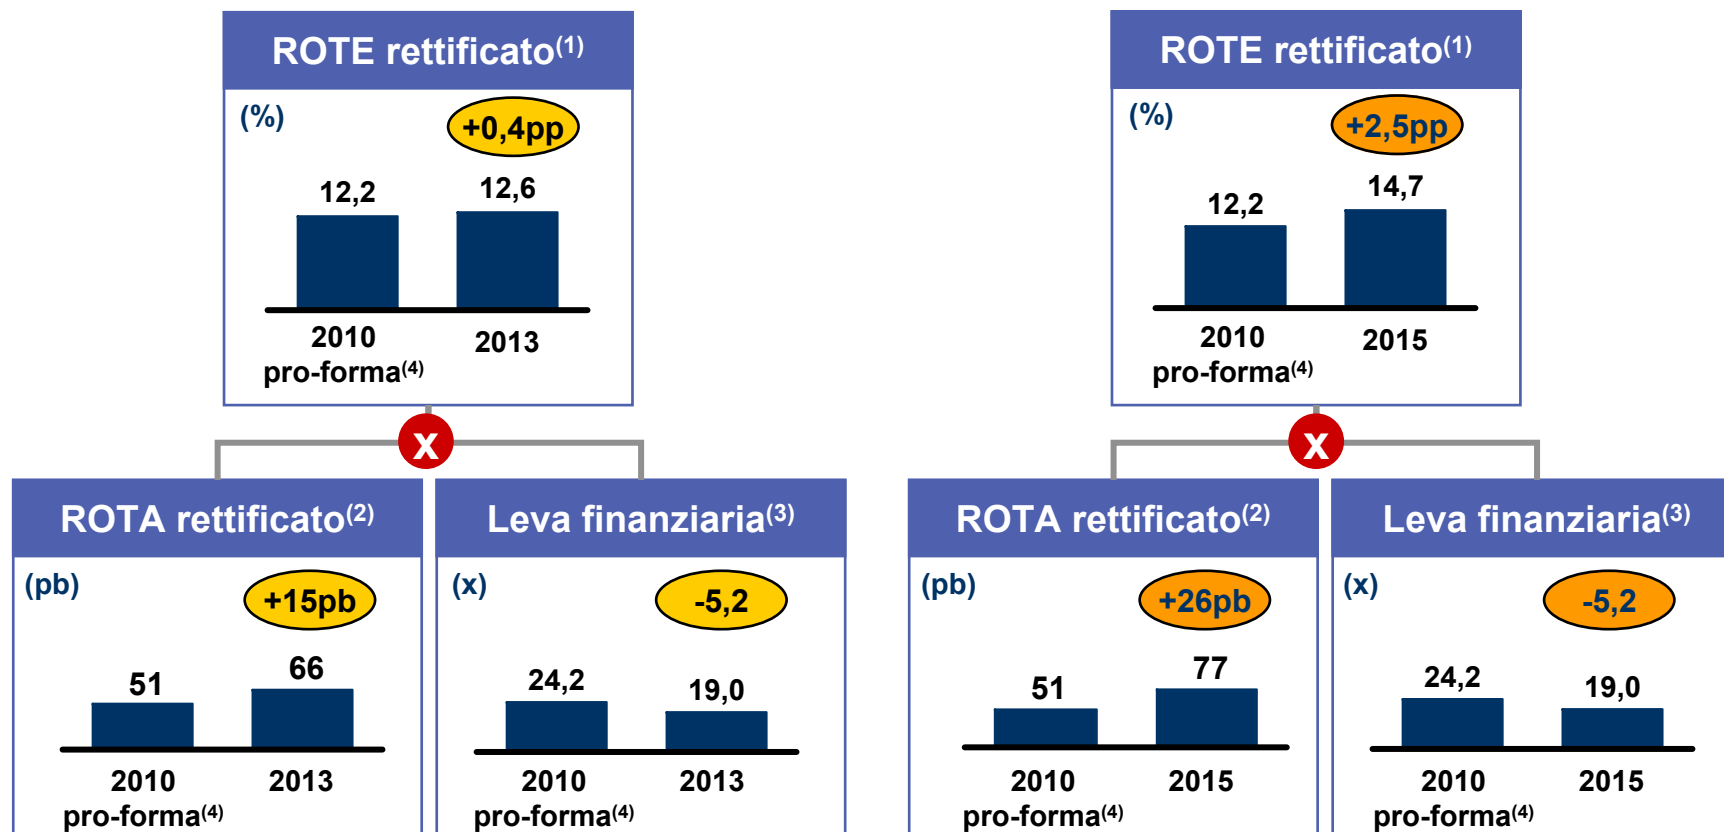 ROTE rettificato(1)
(%)
+0,4pp
12,2
12,6
2010
pro-forma(4)
2013
x
ROTA rettificato(2)
(pb)
+15pb
51
66
2010
pro-forma(4)
2013
Leva finanziaria(3)
(x)
-5,2
24,2
19,0
2010
pro-forma(4)
2013
ROTE rettificato(1)
(%)
+2,5pp
12,2
14,7
2010
pro-forma(4)
2015
x
ROTA rettificato(2)
(pb)
+26pb
51
77
2010
pro-forma(4)
2015
Leva finanziaria(3)
(x)
-5,2
24,2
19,0
2010
pro-forma(4)
2015